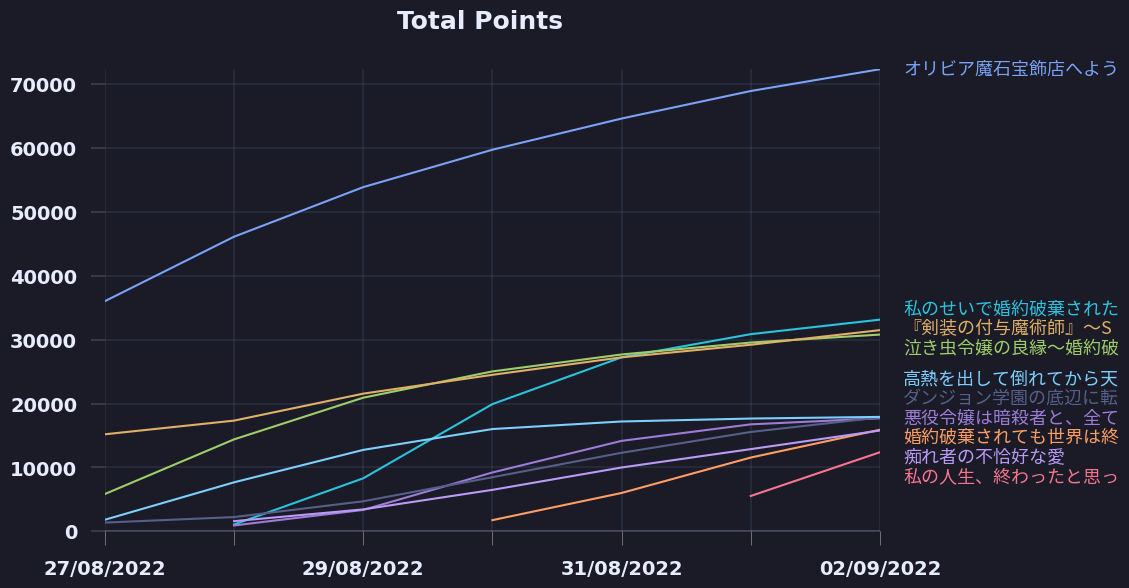 Total Points
70000
60000
50000
40000
30000
20000
10000
0
27/08/2022
29/08/2022
31/08/2022
02/09/2022
オリビア魔石宝飾店へよう
私のせいで婚約破棄された
『剣装の付与魔術師』～S
泣き虫令嬢の良縁～婚約破
高熱を出して倒れてから天
ダンジョン学園の底辺に転
悪役令嬢は暗殺者と、全て
婚約破棄されても世界は終
痴れ者の不恰好な愛
私の人生、終わったと思っ